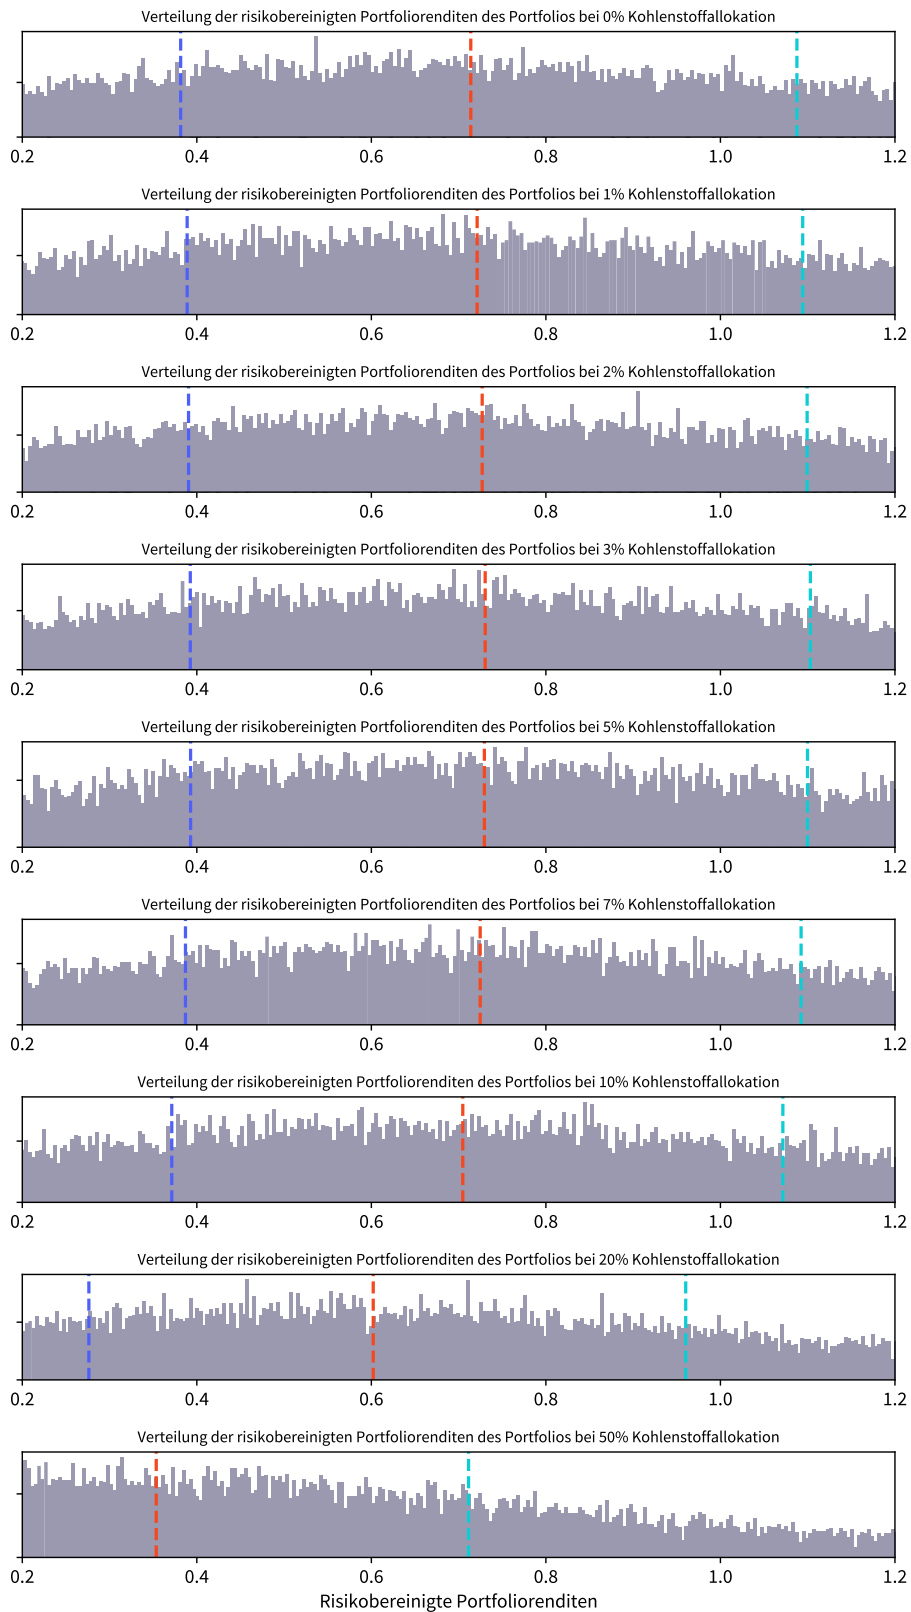 Verteilung der risikobereinigten Portfoliorenditen des Portfolios bei 0% Kohlenstoffallokation
0.2 0.4 0.6 0.8 1.0 1.2
Verteilung der risikobereinigten Portfoliorenditen des Portfolios bei 1% Kohlenstoffallokation
0.2 0.4 0.6 0.8 1.0 1.2
Verteilung der risikobereinigten Portfoliorenditen des Portfolios bei 2% Kohlenstoffallokation
0.2 0.4 0.6 0.8 1.0 1.2
Verteilung der risikobereinigten Portfoliorenditen des Portfolios bei 3% Kohlenstoffallokation
0.2 0.4 0.6 0.8 1.0 1.2
Verteilung der risikobereinigten Portfoliorenditen des Portfolios bei 5% Kohlenstoffallokation
0.2 0.4 0.6 0.8 1.0 1.2
Verteilung der risikobereinigten Portfoliorenditen des Portfolios bei 7% Kohlenstoffallokation
0.2 0.4 0.6 0.8 1.0 1.2
Verteilung der risikobereinigten Portfoliorenditen des Portfolios bei 10% Kohlenstoffallokation
0.2 0.4 0.6 0.8 1.0 1.2
Verteilung der risikobereinigten Portfoliorenditen des Portfolios bei 20% Kohlenstoffallokation
0.2 0.4 0.6 0.8 1.0 1.2
Verteilung der risikobereinigten Portfoliorenditen des Portfolios bei 50% Kohlenstoffallokation
0.2 0.4 0.6 0.8 1.0 1.2
Risikobereinigte Portfoliorenditen